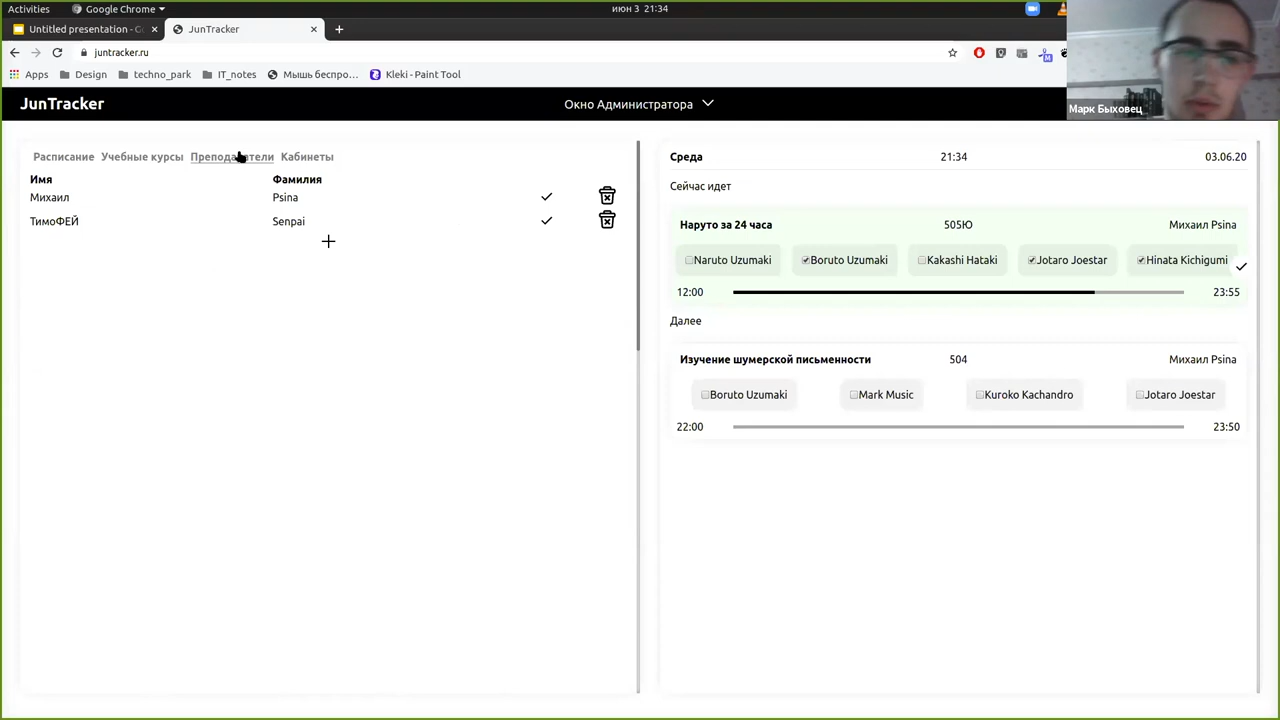 Activities Google Chrome июн 3 21:34
Untitled presentation - G JunTracker
juntracker.ru
Apps Design techno_park IT_notes Мышь беспро… Kleki - Paint Tool
Марк Быховец
JunTracker Окно Администратора
Расписание Учебные курсы Преподаватели Кабинеты
Имя Фамилия
Михаил Psina
ТимоФЕЙ Senpai
Среда 21:34 03.06.20
Сейчас идет
Наруто за 24 часа 505Ю Михаил Psina
Naruto Uzumaki Boruto Uzumaki Kakashi Hataki Jotaro Joestar Hinata Kichigumi
12:00 23:55
Далее
Изучение шумерской письменности 504 Михаил Psina
Boruto Uzumaki Mark Music Kuroko Kachandro Jotaro Joestar
22:00 23:50